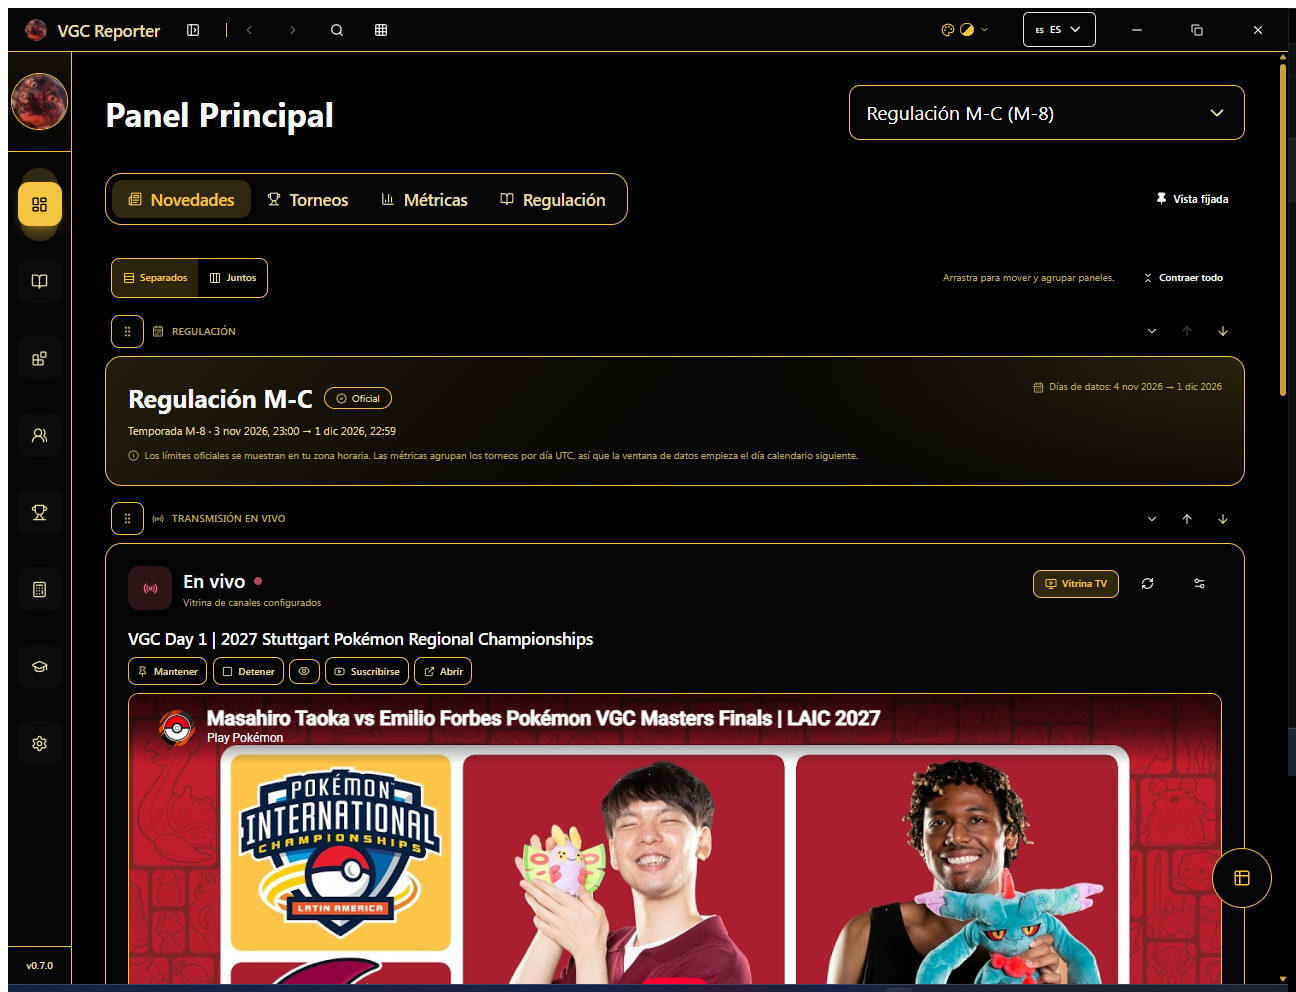 VGC Reporter
ES ES
Panel Principal
Regulación M-C (M-8)
Novedades Torneos Métricas Regulación
Vista fijada
Separados Juntos
Arrastra para mover y agrupar paneles.
Contraer todo
REGULACIÓN
Regulación M-C
Oficial
Días de datos: 4 nov 2026 → 1 dic 2026
Temporada M-8 · 3 nov 2026, 23:00 → 1 dic 2026, 22:59
Los límites oficiales se muestran en tu zona horaria. Las métricas agrupan los torneos por día UTC, así que la ventana de datos empieza el día calendario siguiente.
TRANSMISIÓN EN VIVO
En vivo
Vitrina de canales configurados
Vitrina TV
VGC Day 1 | 2027 Stuttgart Pokémon Regional Championships
Mantener Detener Suscribirse Abrir
Masahiro Taoka vs Emilio Forbes Pokémon VGC Masters Finals | LAIC 2027
Play Pokémon
POKÉMON
INTERNATIONAL
CHAMPIONSHIPS
LATIN AMERICA
v0.7.0